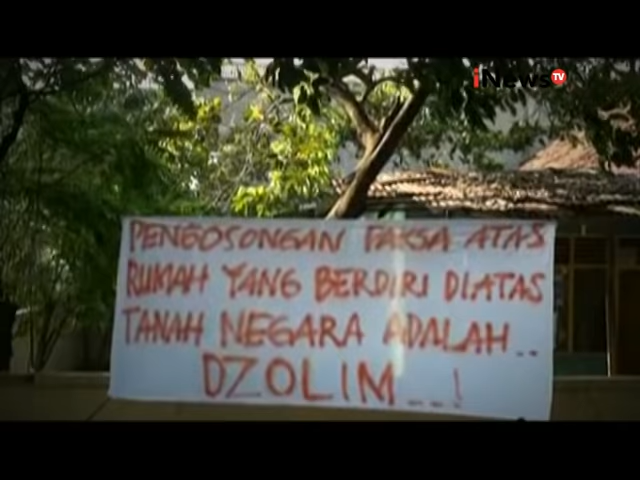 iNews TV
PENGOSONGAN PAKSA ATAS
RUMAH YANG BERDIRI DIATAS
TANAH NEGARA ADALAH..
DZOLIM...!